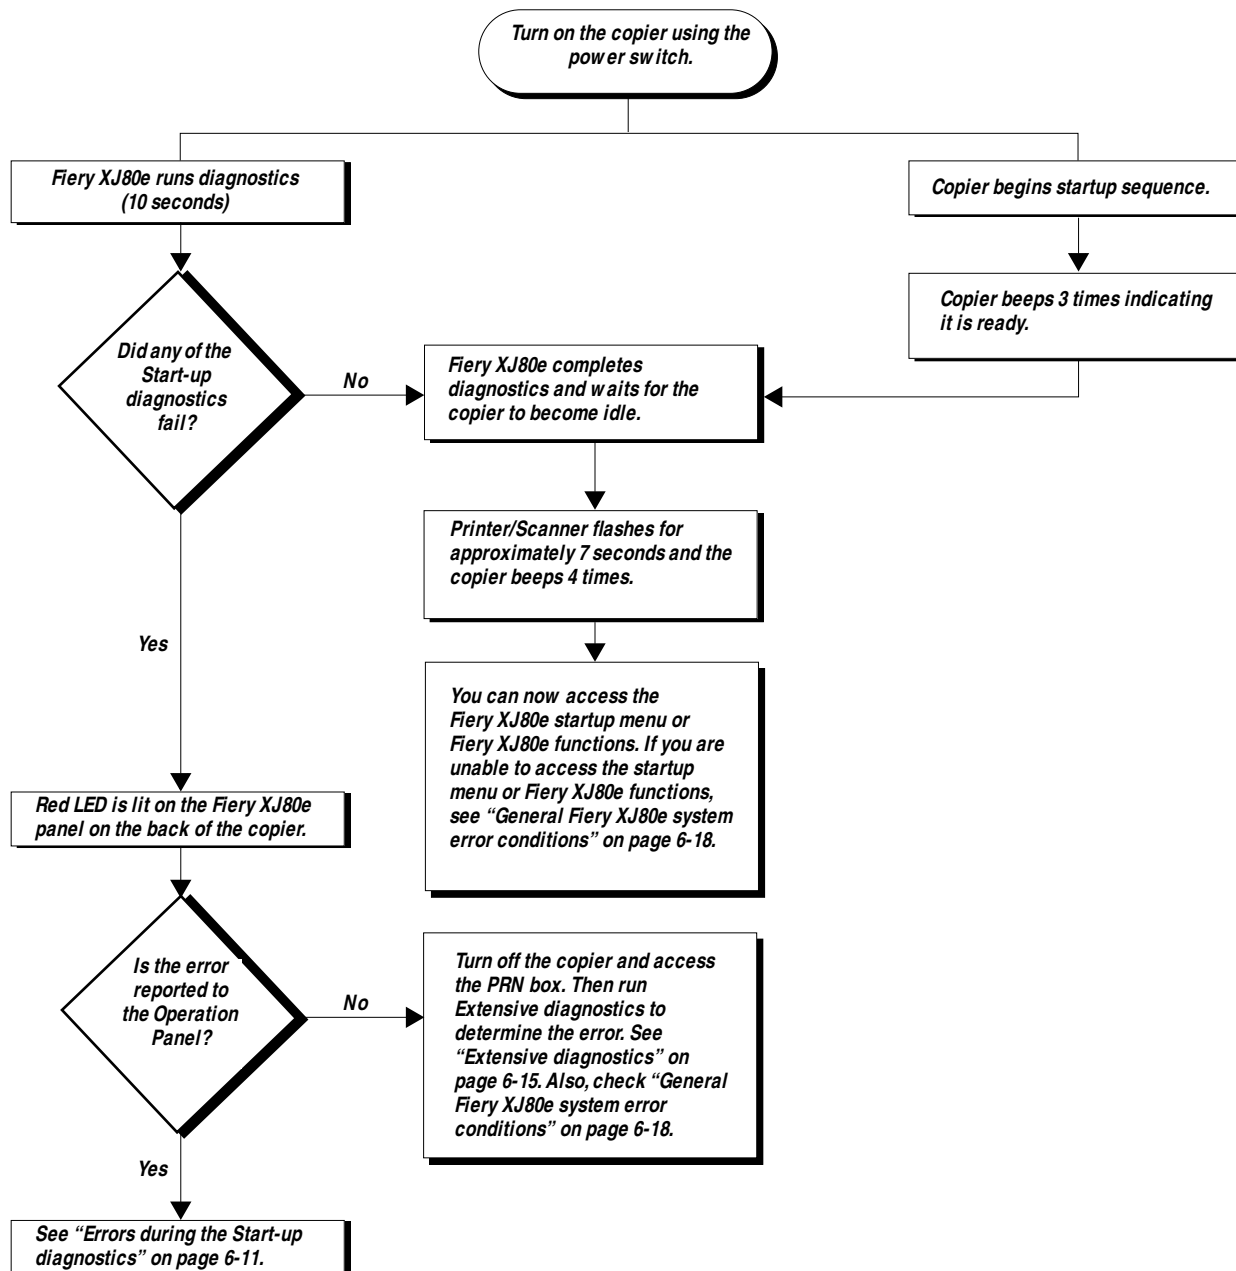 Turn on the copier using the
power switch.
Fiery XJ80e runs diagnostics
(10 seconds)
Copier begins startup sequence.
Copier beeps 3 times indicating
it is ready.
Did any of the
Start-up
diagnostics
fail?
No
Fiery XJ80e completes
diagnostics and waits for the
copier to become idle.
Printer/Scanner flashes for
approximately 7 seconds and the
copier beeps 4 times.
Yes
You can now access the
Fiery XJ80e startup menu or
Fiery XJ80e functions. If you are
unable to access the startup
menu or Fiery XJ80e functions,
see “General Fiery XJ80e system
error conditions” on page 6-18.
Red LED is lit on the Fiery XJ80e
panel on the back of the copier.
Is the error
reported to
the Operation
Panel?
No
Turn off the copier and access
the PRN box. Then run
Extensive diagnostics to
determine the error. See
“Extensive diagnostics” on
page 6-15. Also, check “General
Fiery XJ80e system error
conditions” on page 6-18.
Yes
See “Errors during the Start-up
diagnostics” on page 6-11.